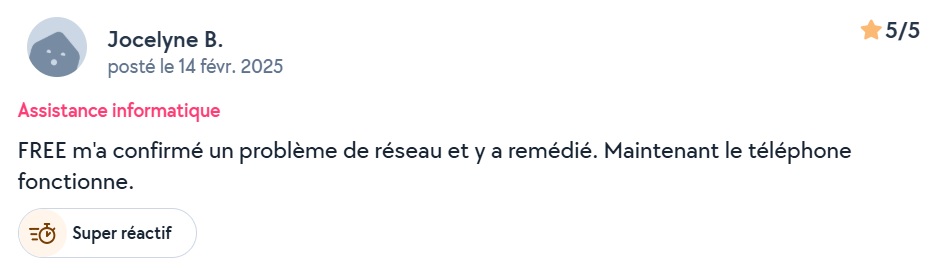 Jocelyne B.
5/5
posté le 14 févr. 2025
Assistance informatique
FREE m'a confirmé un problème de réseau et y a remédié. Maintenant le téléphone
fonctionne.
Super réactif